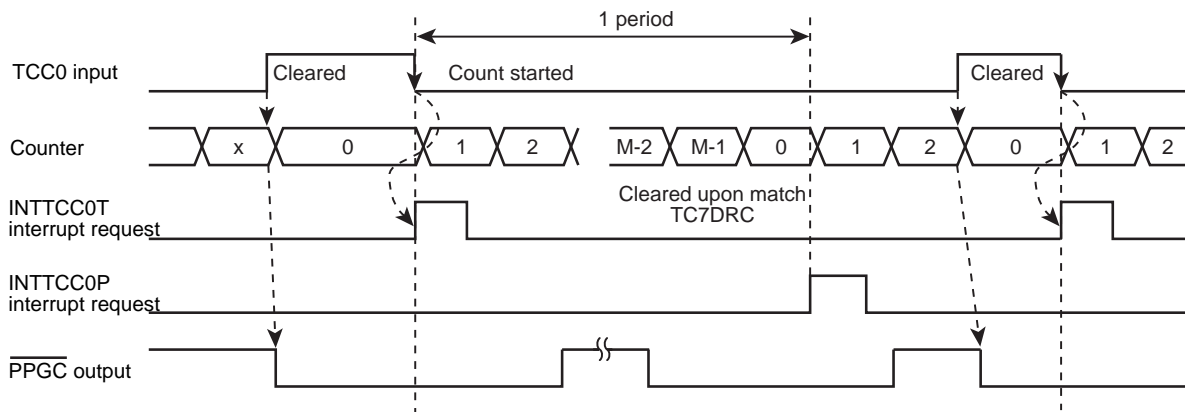 1 period
TCC0 input
Cleared
Count started
Cleared
Counter
x
0
1
2
M-2
M-1
0
1
2
0
1
2
Cleared upon match
TC7DRC
INTTCC0T
interrupt request
INTTCC0P
interrupt request
PPGC output